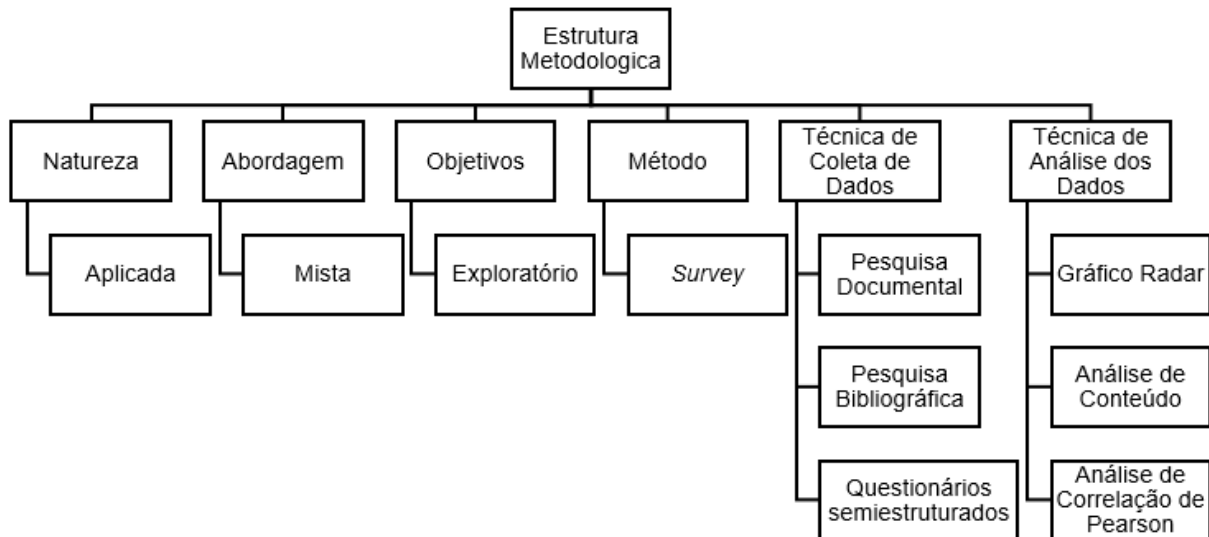 Estrutura
Metodologica
Natureza
Abordagem
Objetivos
Método
Técnica de
Coleta de
Dados
Técnica de
Análise dos
Dados
Aplicada
Mista
Exploratório
Survey
Pesquisa
Documental
Gráfico Radar
Pesquisa
Bibliográfica
Análise de
Conteúdo
Questionários
semiestruturados
Análise de
Correlação de
Pearson